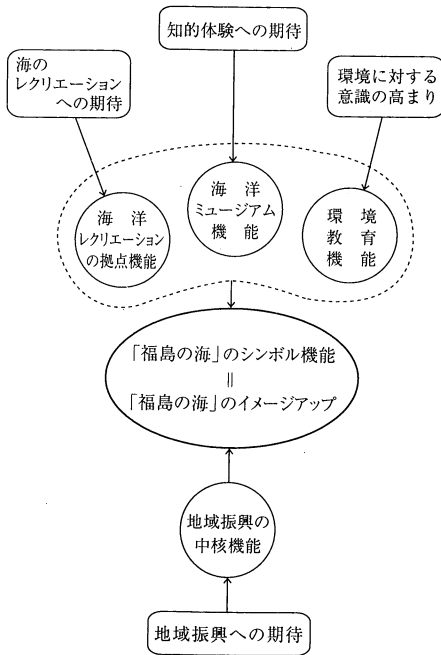 知的体験への期待
海の
レクリエーション
への期待
環境に対する
意識の高まり
海洋
レクリエーション
の拠点機能
海洋
ミュージアム
機能
環境
教育
機能
「福島の海」のシンボル機能
＝
「福島の海」のイメージアップ
地域振興の
中核機能
地域振興への期待